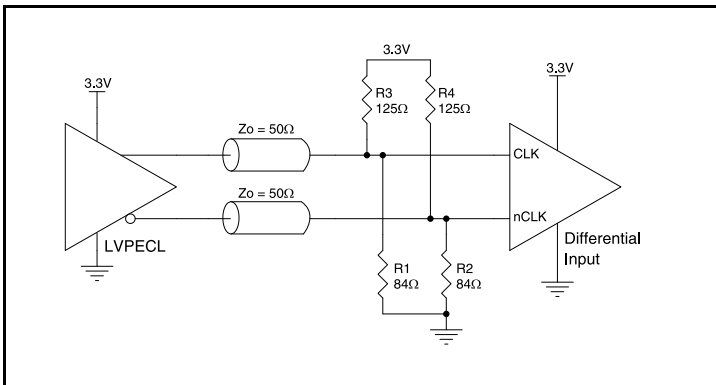 3.3V
3.3V
3.3V
R3
125Ω
R4
125Ω
Zo = 50Ω
CLK
Zo = 50Ω
nCLK
LVPECL
Differential
Input
R1
84Ω
R2
84Ω